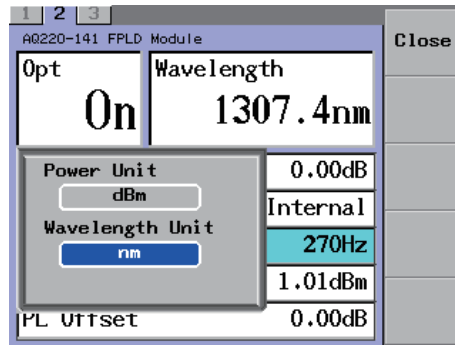 1 2 3
AQ220-141 FPLD Module
Close
Opt
On
Wavelength
1307.4nm
Power Unit
dBm
Wavelength Unit
nm
0.00dB
Internal
270Hz
1.01dBm
PL Offset
0.00dB